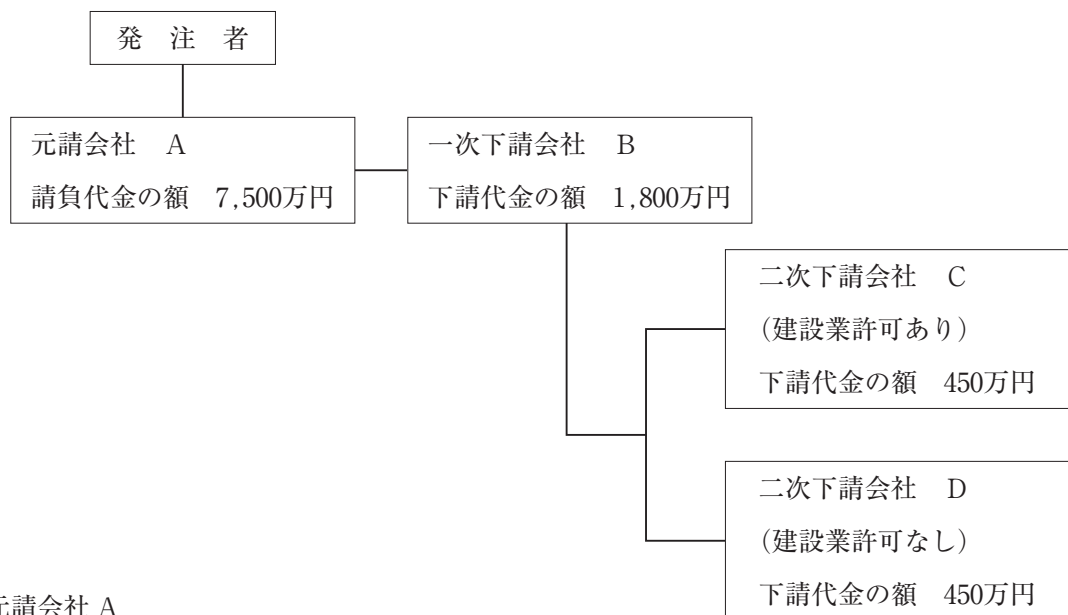 発 注 者
元請会社 A
請負代金の額 7,500万円
一次下請会社 B
下請代金の額 1,800万円
二次下請会社 C
(建設業許可あり)
下請代金の額 450万円
二次下請会社 D
(建設業許可なし)
下請代金の額 450万円
元請会社 A